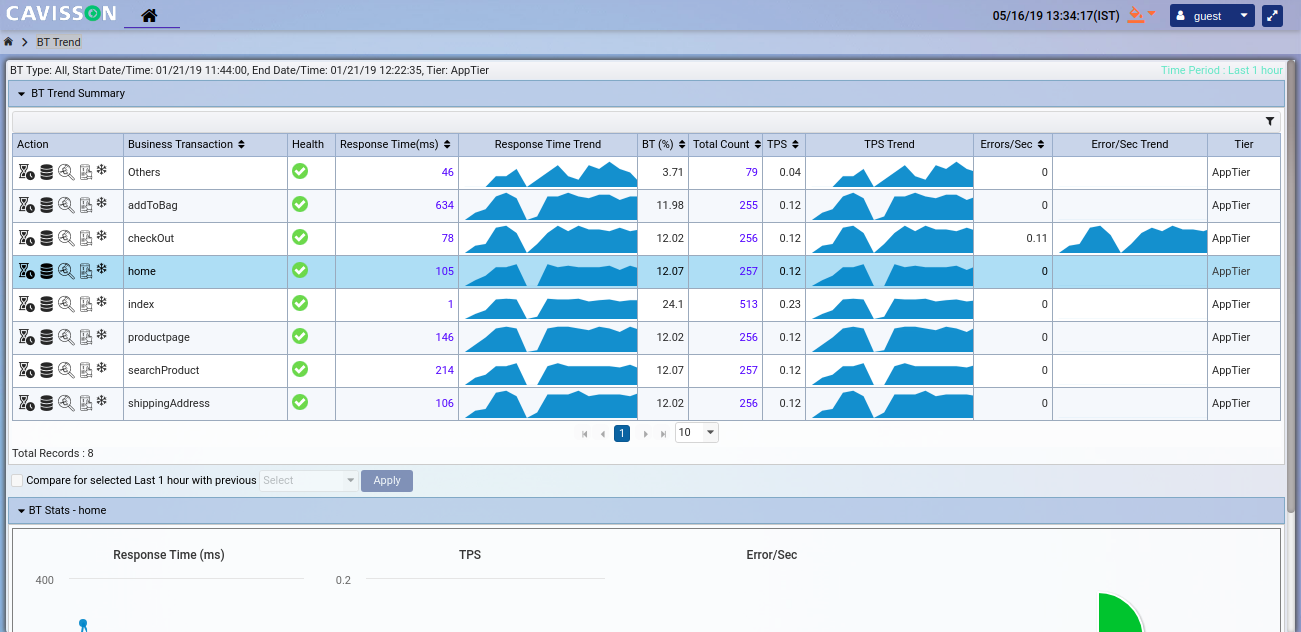 CAVISSON
05/16/19 13:34:17(IST)
guest
BT Trend
BT Type: All, Start Date/Time: 01/21/19 11:44:00, End Date/Time: 01/21/19 12:22:35, Tier: AppTier
Time Period : Last 1 hour
BT Trend Summary
Action Business Transaction Health Response Time(ms) Response Time Trend BT (%) Total Count TPS TPS Trend Errors/Sec Error/Sec Trend Tier
Others 46 3.71 79 0.04 0 AppTier
addToBag 634 11.98 255 0.12 0 AppTier
checkOut 78 12.02 256 0.12 0.11 AppTier
home 105 12.07 257 0.12 0 AppTier
index 1 24.1 513 0.23 0 AppTier
productpage 146 12.02 256 0.12 0 AppTier
searchProduct 214 12.07 257 0.12 0 AppTier
shippingAddress 106 12.02 256 0.12 0 AppTier
1 10
Total Records : 8
Compare for selected Last 1 hour with previous Select Apply
BT Stats - home
Response Time (ms) TPS Error/Sec
400 0.2